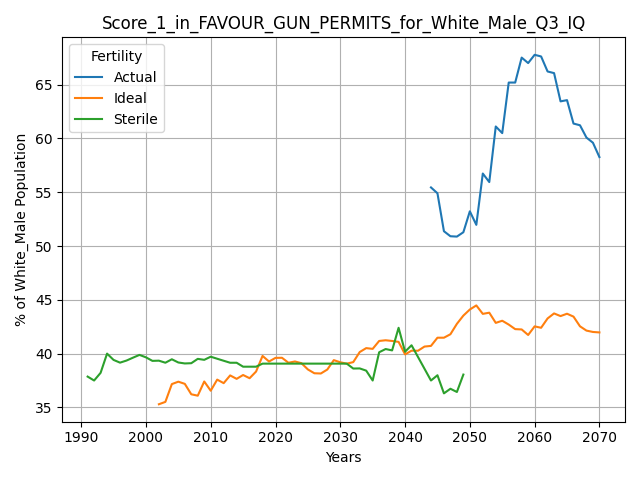 Score_1_in_FAVOUR_GUN_PERMITS_for_White_Male_Q3_IQ
Fertility
Actual
Ideal
Sterile
% of White_Male Population
65
60
55
50
45
40
35
1990 2000 2010 2020 2030 2040 2050 2060 2070
Years